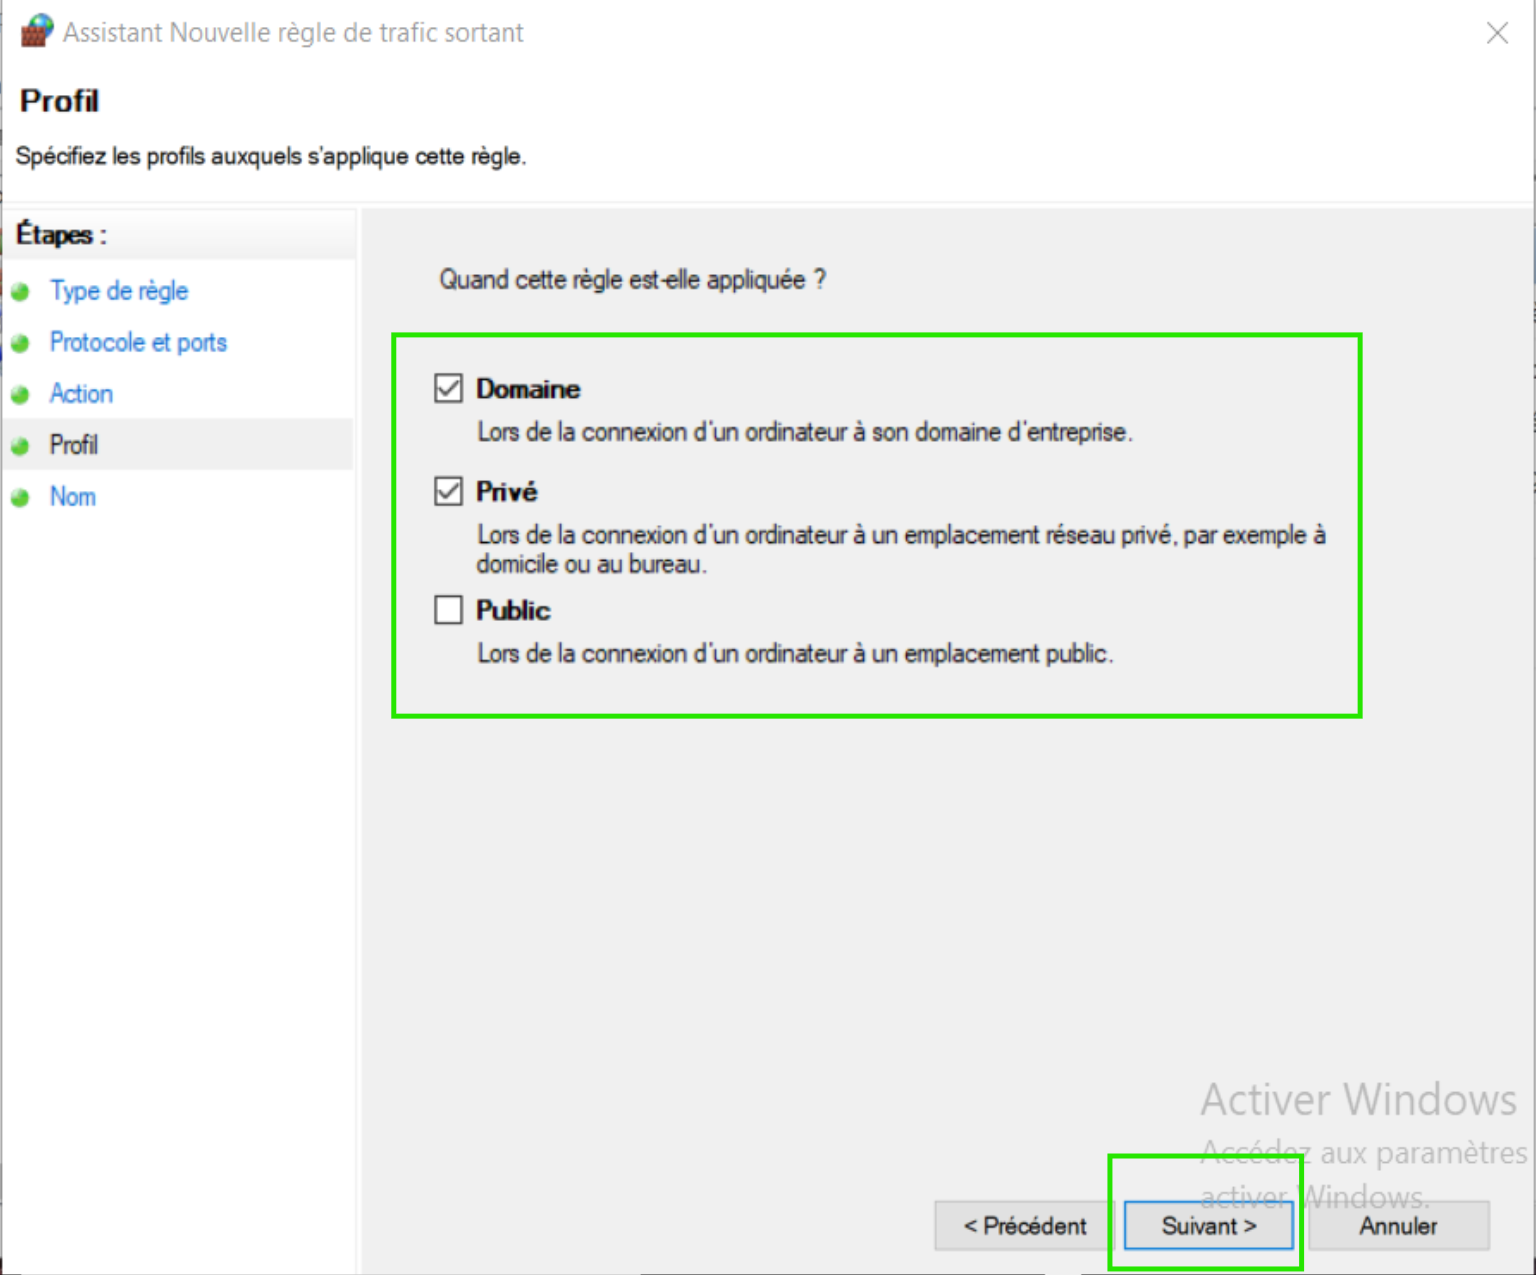 Assistant Nouvelle règle de trafic sortant
Profil
Spécifiez les profils auxquels s'applique cette règle.
Étapes :
Type de règle
Protocole et ports
Action
Profil
Nom
Quand cette règle est-elle appliquée ?
Domaine
Lors de la connexion d'un ordinateur à son domaine d'entreprise.
Privé
Lors de la connexion d'un ordinateur à un emplacement réseau privé, par exemple à
domicile ou au bureau.
Public
Lors de la connexion d'un ordinateur à un emplacement public.
Activer Windows
Accédez aux paramètres
activer Windows.
< Précédent
Suivant >
Annuler